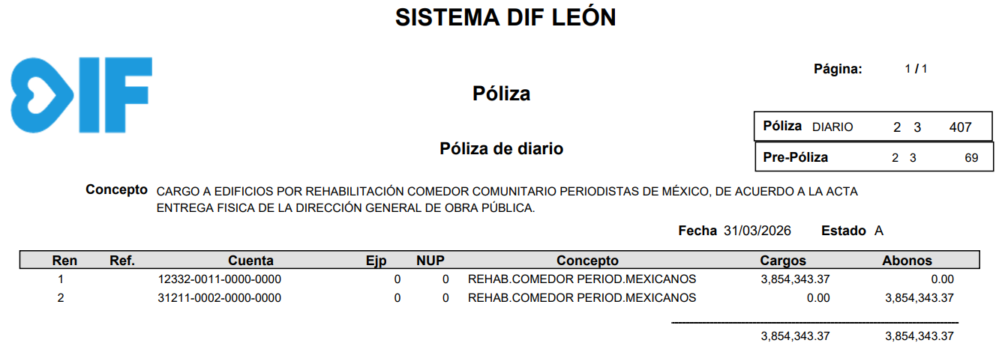 SISTEMA DIF LEÓN
DIF
Página: 1 / 1
Póliza
Póliza DIARIO 2 3 407
Póliza de diario
Pre-Póliza 2 3 69
Concepto CARGO A EDIFICIOS POR REHABILITACIÓN COMEDOR COMUNITARIO PERIODISTAS DE MÉXICO, DE ACUERDO A LA ACTA
ENTREGA FISICA DE LA DIRECCIÓN GENERAL DE OBRA PÚBLICA.
Fecha 31/03/2026 Estado A
Ren Ref. Cuenta Ejp NUP Concepto Cargos Abonos
1 12332-0011-0000-0000 0 0 REHAB.COMEDOR PERIOD.MEXICANOS 3,854,343.37 0.00
2 31211-0002-0000-0000 0 0 REHAB.COMEDOR PERIOD.MEXICANOS 0.00 3,854,343.37
3,854,343.37 3,854,343.37